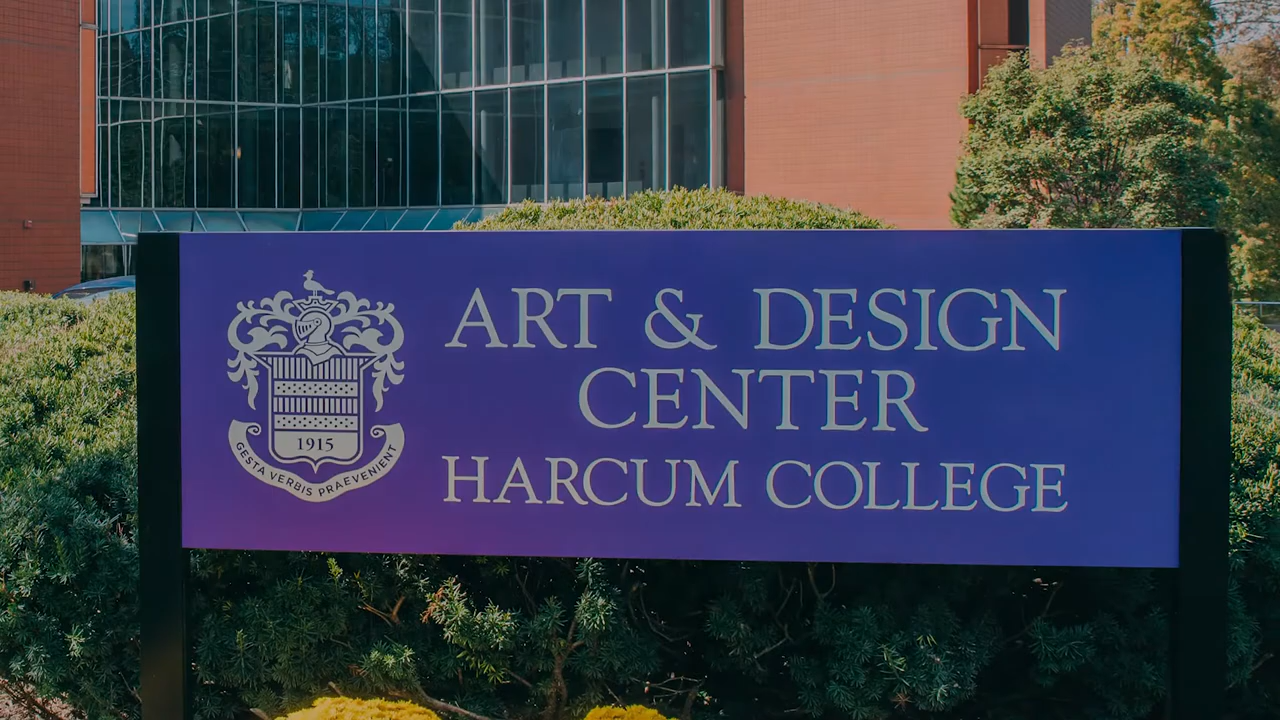 ART & DESIGN
CENTER
HARCUM COLLEGE
1915
GESTA VERBIS PRAEVENIENT